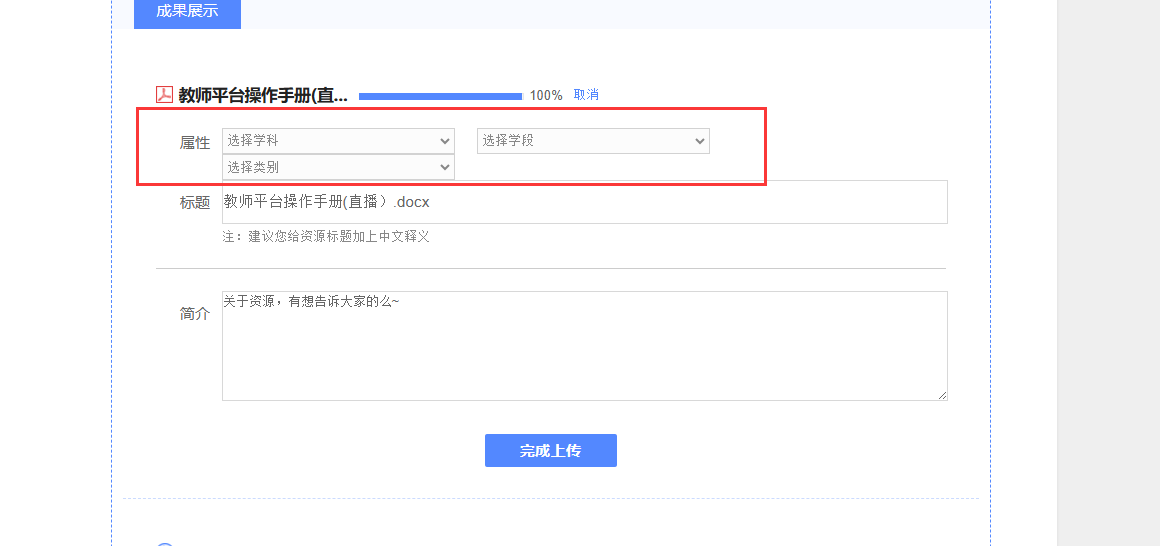 成果展示
教师平台操作手册(直... 100% 取消
属性 选择学科 选择学段
选择类别
标题 教师平台操作手册(直播）.docx
注：建议您给资源标题加上中文释义
简介 关于资源，有想告诉大家的么~
完成上传